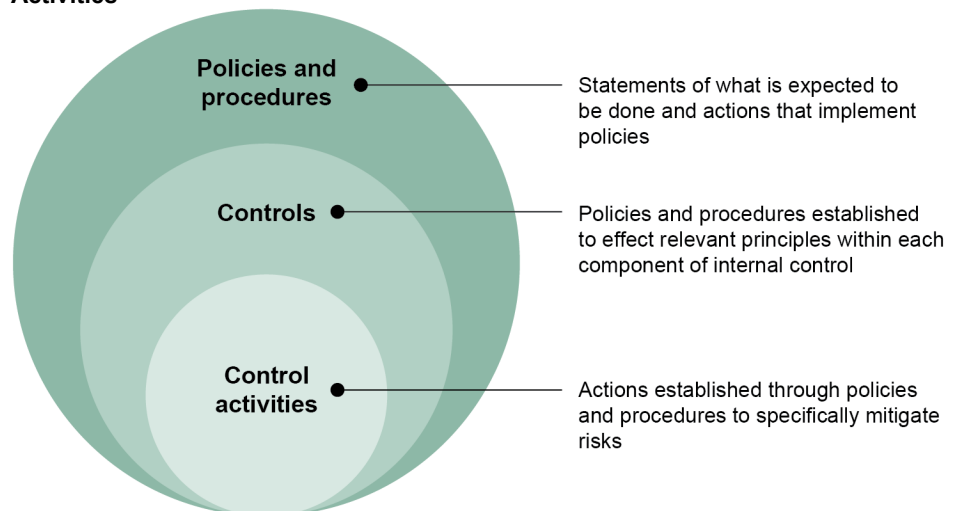 Activities
Policies and
procedures
Statements of what is expected to
be done and actions that implement
policies
Controls
Policies and procedures established
to effect relevant principles within each
component of internal control
Control
activities
Actions established through policies
and procedures to specifically mitigate
risks